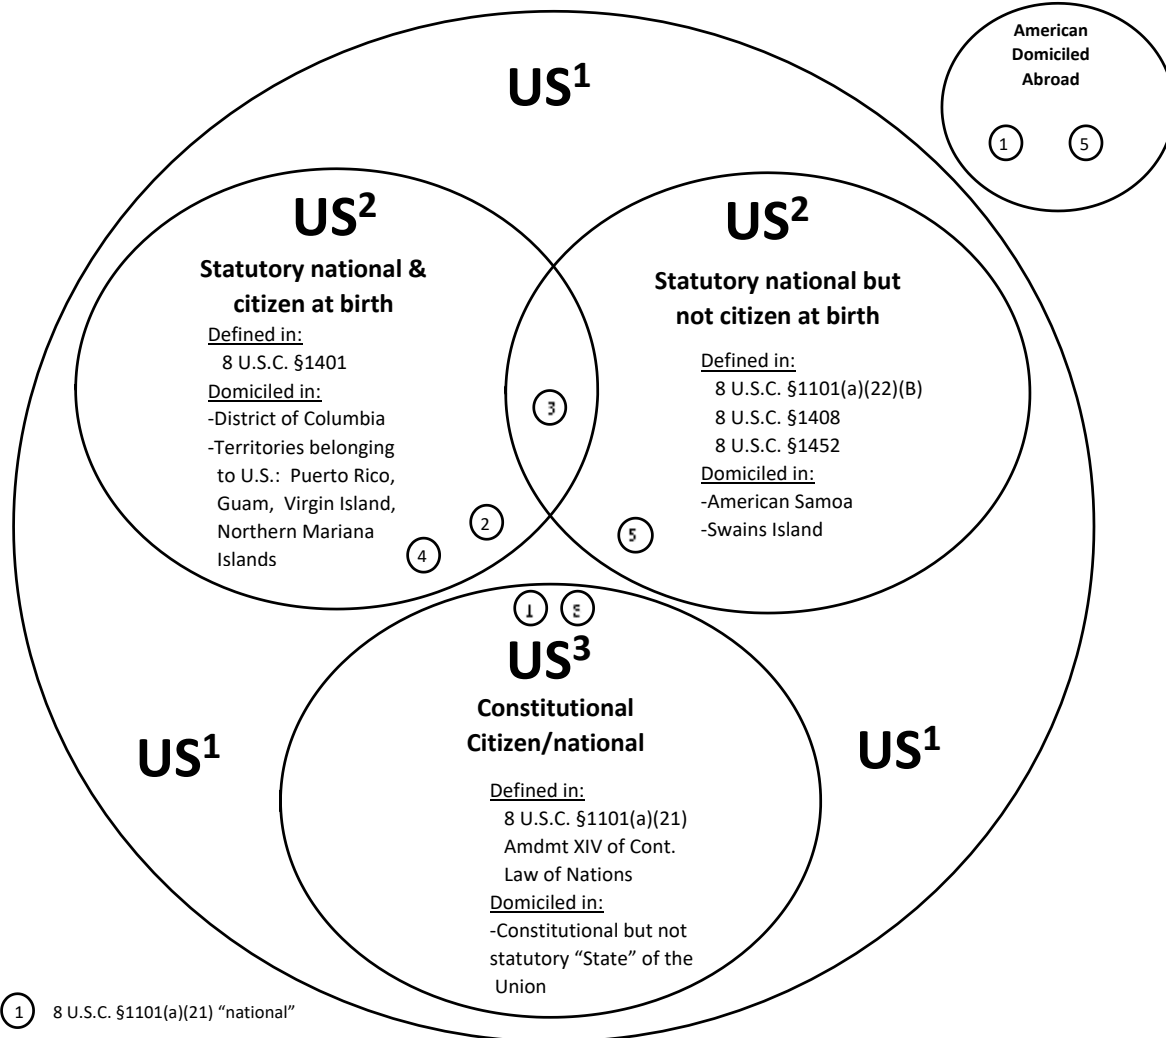 US1
American
Domiciled
Abroad
1 5
US2
Statutory national &
citizen at birth
Defined in:
8 U.S.C. §1401
Domiciled in:
-District of Columbia
-Territories belonging
to U.S.: Puerto Rico,
Guam, Virgin Island,
Northern Mariana
Islands
2
4
3
US2
Statutory national but
not citizen at birth
Defined in:
8 U.S.C. §1101(a)(22)(B)
8 U.S.C. §1408
8 U.S.C. §1452
Domiciled in:
-American Samoa
-Swains Island
5
1
US3
Constitutional
Citizen/national
Defined in:
8 U.S.C. §1101(a)(21)
Amdmt XIV of Cont.
Law of Nations
Domiciled in:
-Constitutional but not
statutory “State” of the
Union
US1
US1
1 8 U.S.C. §1101(a)(21) “national”